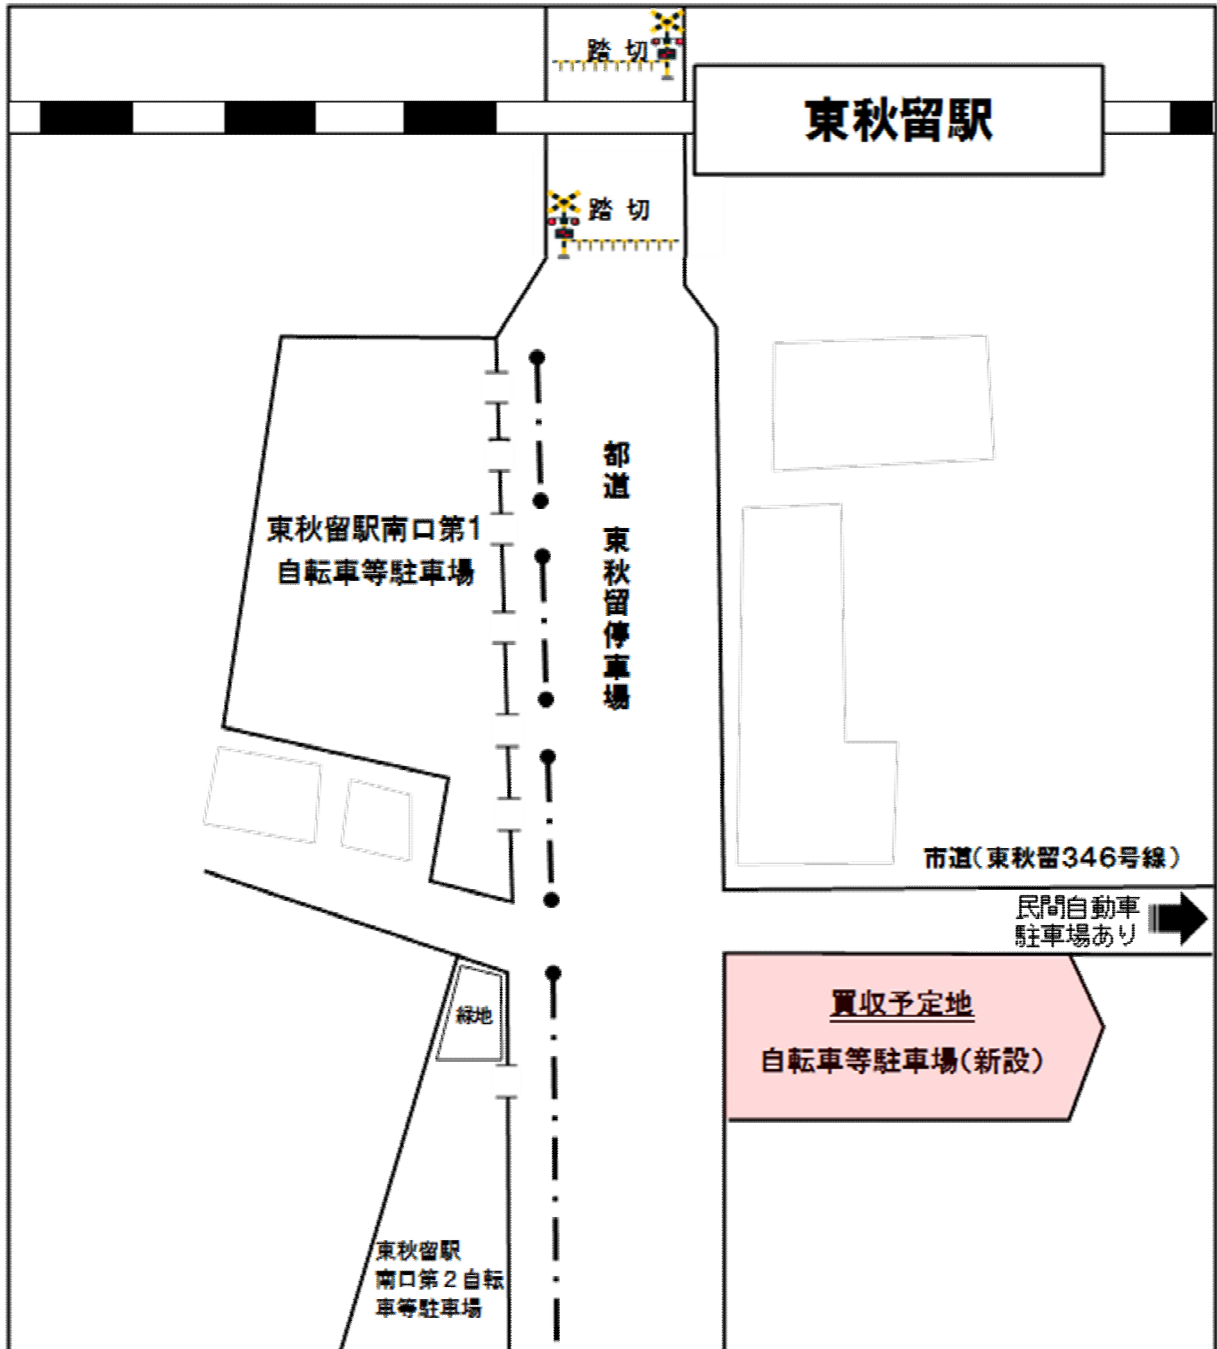 踏 切
東秋留駅
踏 切
都道 東秋留停車場
東秋留駅南口第1
自転車等駐車場
市道(東秋留346号線)
民間自動車
駐車場あり
買収予定地
自転車等駐車場(新設)
緑地
東秋留駅
南口第２自転
車等駐車場